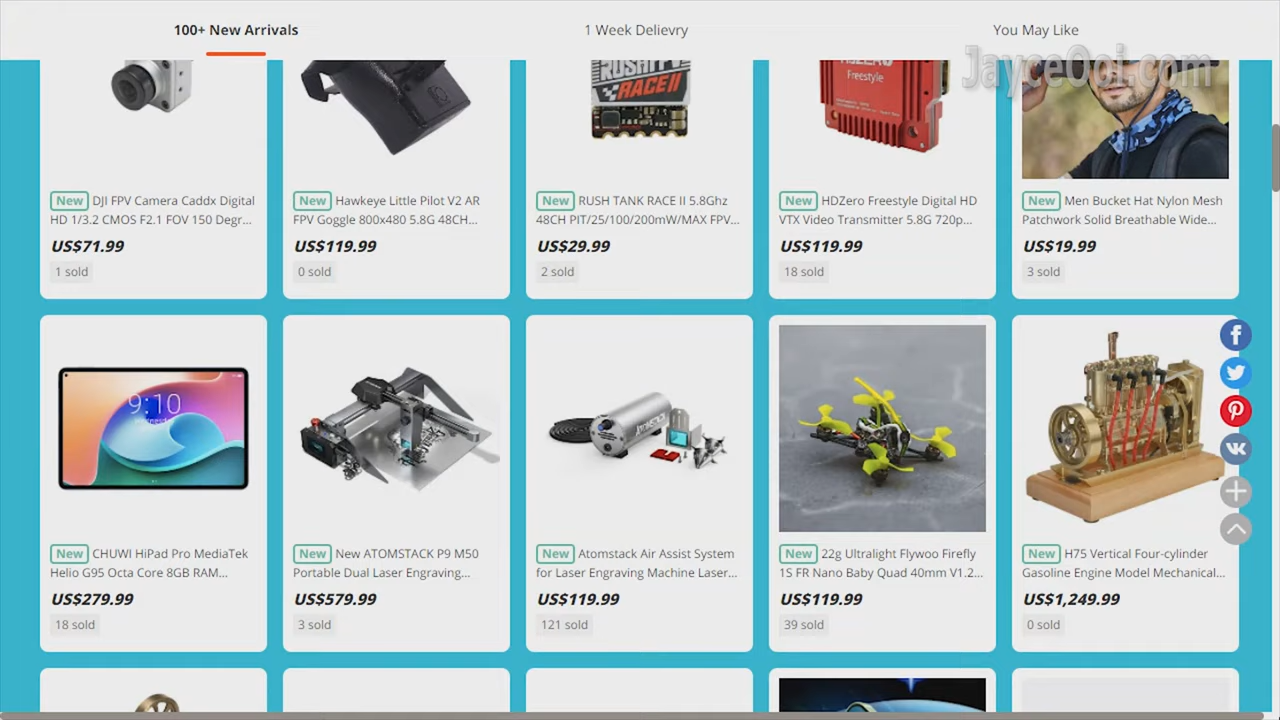 100+ New Arrivals
1 Week Delievry
You May Like
JayceOoi.com
RUSH FPV
RACE II
HDZERO
Freestyle
New DJI FPV Camera Caddx Digital
HD 1/3.2 CMOS F2.1 FOV 150 Degr...
US$71.99
1 sold
New Hawkeye Little Pilot V2 AR
FPV Goggle 800x480 5.8G 48CH...
US$119.99
0 sold
New RUSH TANK RACE II 5.8Ghz
48CH PIT/25/100/200mW/MAX FPV...
US$29.99
2 sold
New HDZero Freestyle Digital HD
VTX Video Transmitter 5.8G 720p...
US$119.99
18 sold
New Men Bucket Hat Nylon Mesh
Patchwork Solid Breathable Wide...
US$19.99
3 sold
9:10
New CHUWI HiPad Pro MediaTek
Helio G95 Octa Core 8GB RAM...
US$279.99
18 sold
New New ATOMSTACK P9 M50
Portable Dual Laser Engraving...
US$579.99
3 sold
New Atomstack Air Assist System
for Laser Engraving Machine Laser...
US$119.99
121 sold
New 22g Ultralight Flywoo Firefly
1S FR Nano Baby Quad 40mm V1.2...
US$119.99
39 sold
New H75 Vertical Four-cylinder
Gasoline Engine Model Mechanical...
US$1,249.99
0 sold